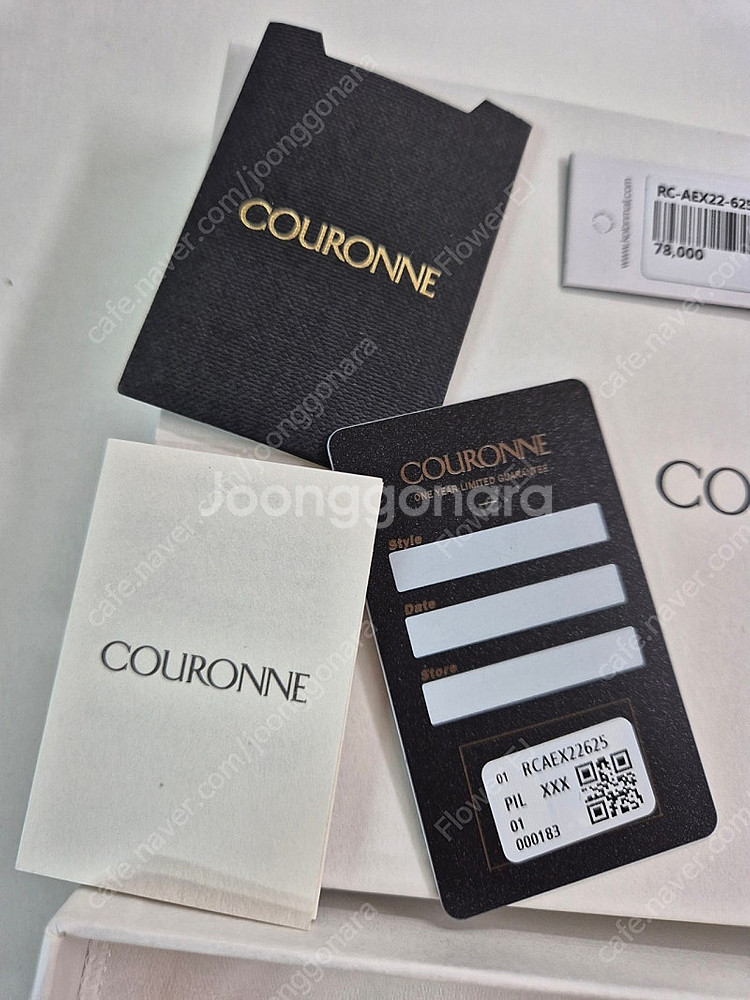 COURONNE
www.kolonmall.com
RC-AEX22-625
78,000
COURONNE
ONE YEAR LIMITED GUARANTEE
Style
Date
Store
01 RCAEX22625
PIL XXX
01
000183
COURONNE
CO
Joonggonara
cafe.naver.com/joonggonara
Flower EJ